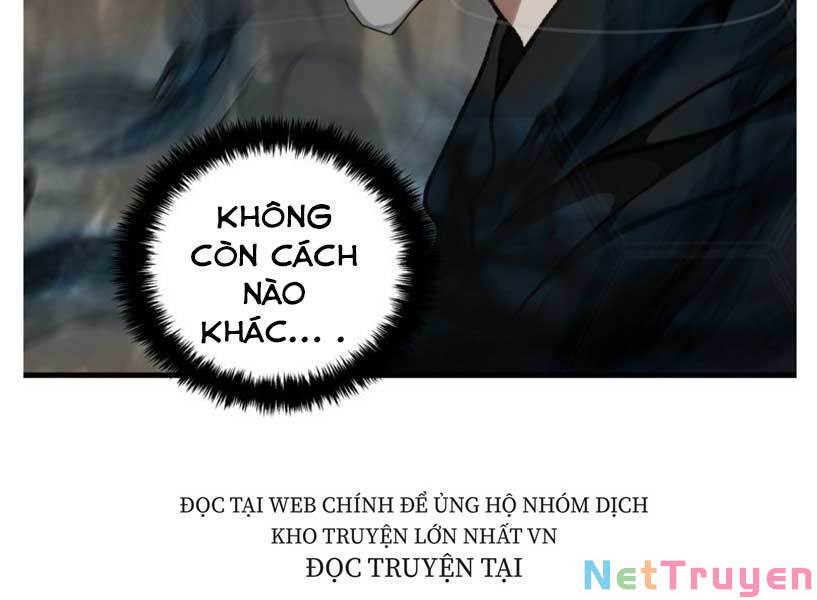 KHÔNG
CÒN CÁCH
NÀO
KHÁC... .
ĐỌC TẠI WEB CHÍNH ĐỂ ỦNG HỘ NHÓM DỊCH
KHO TRUYỆN LỚN NHẤT VN
ĐỌC TRUYỆN TẠI
NetTruyen